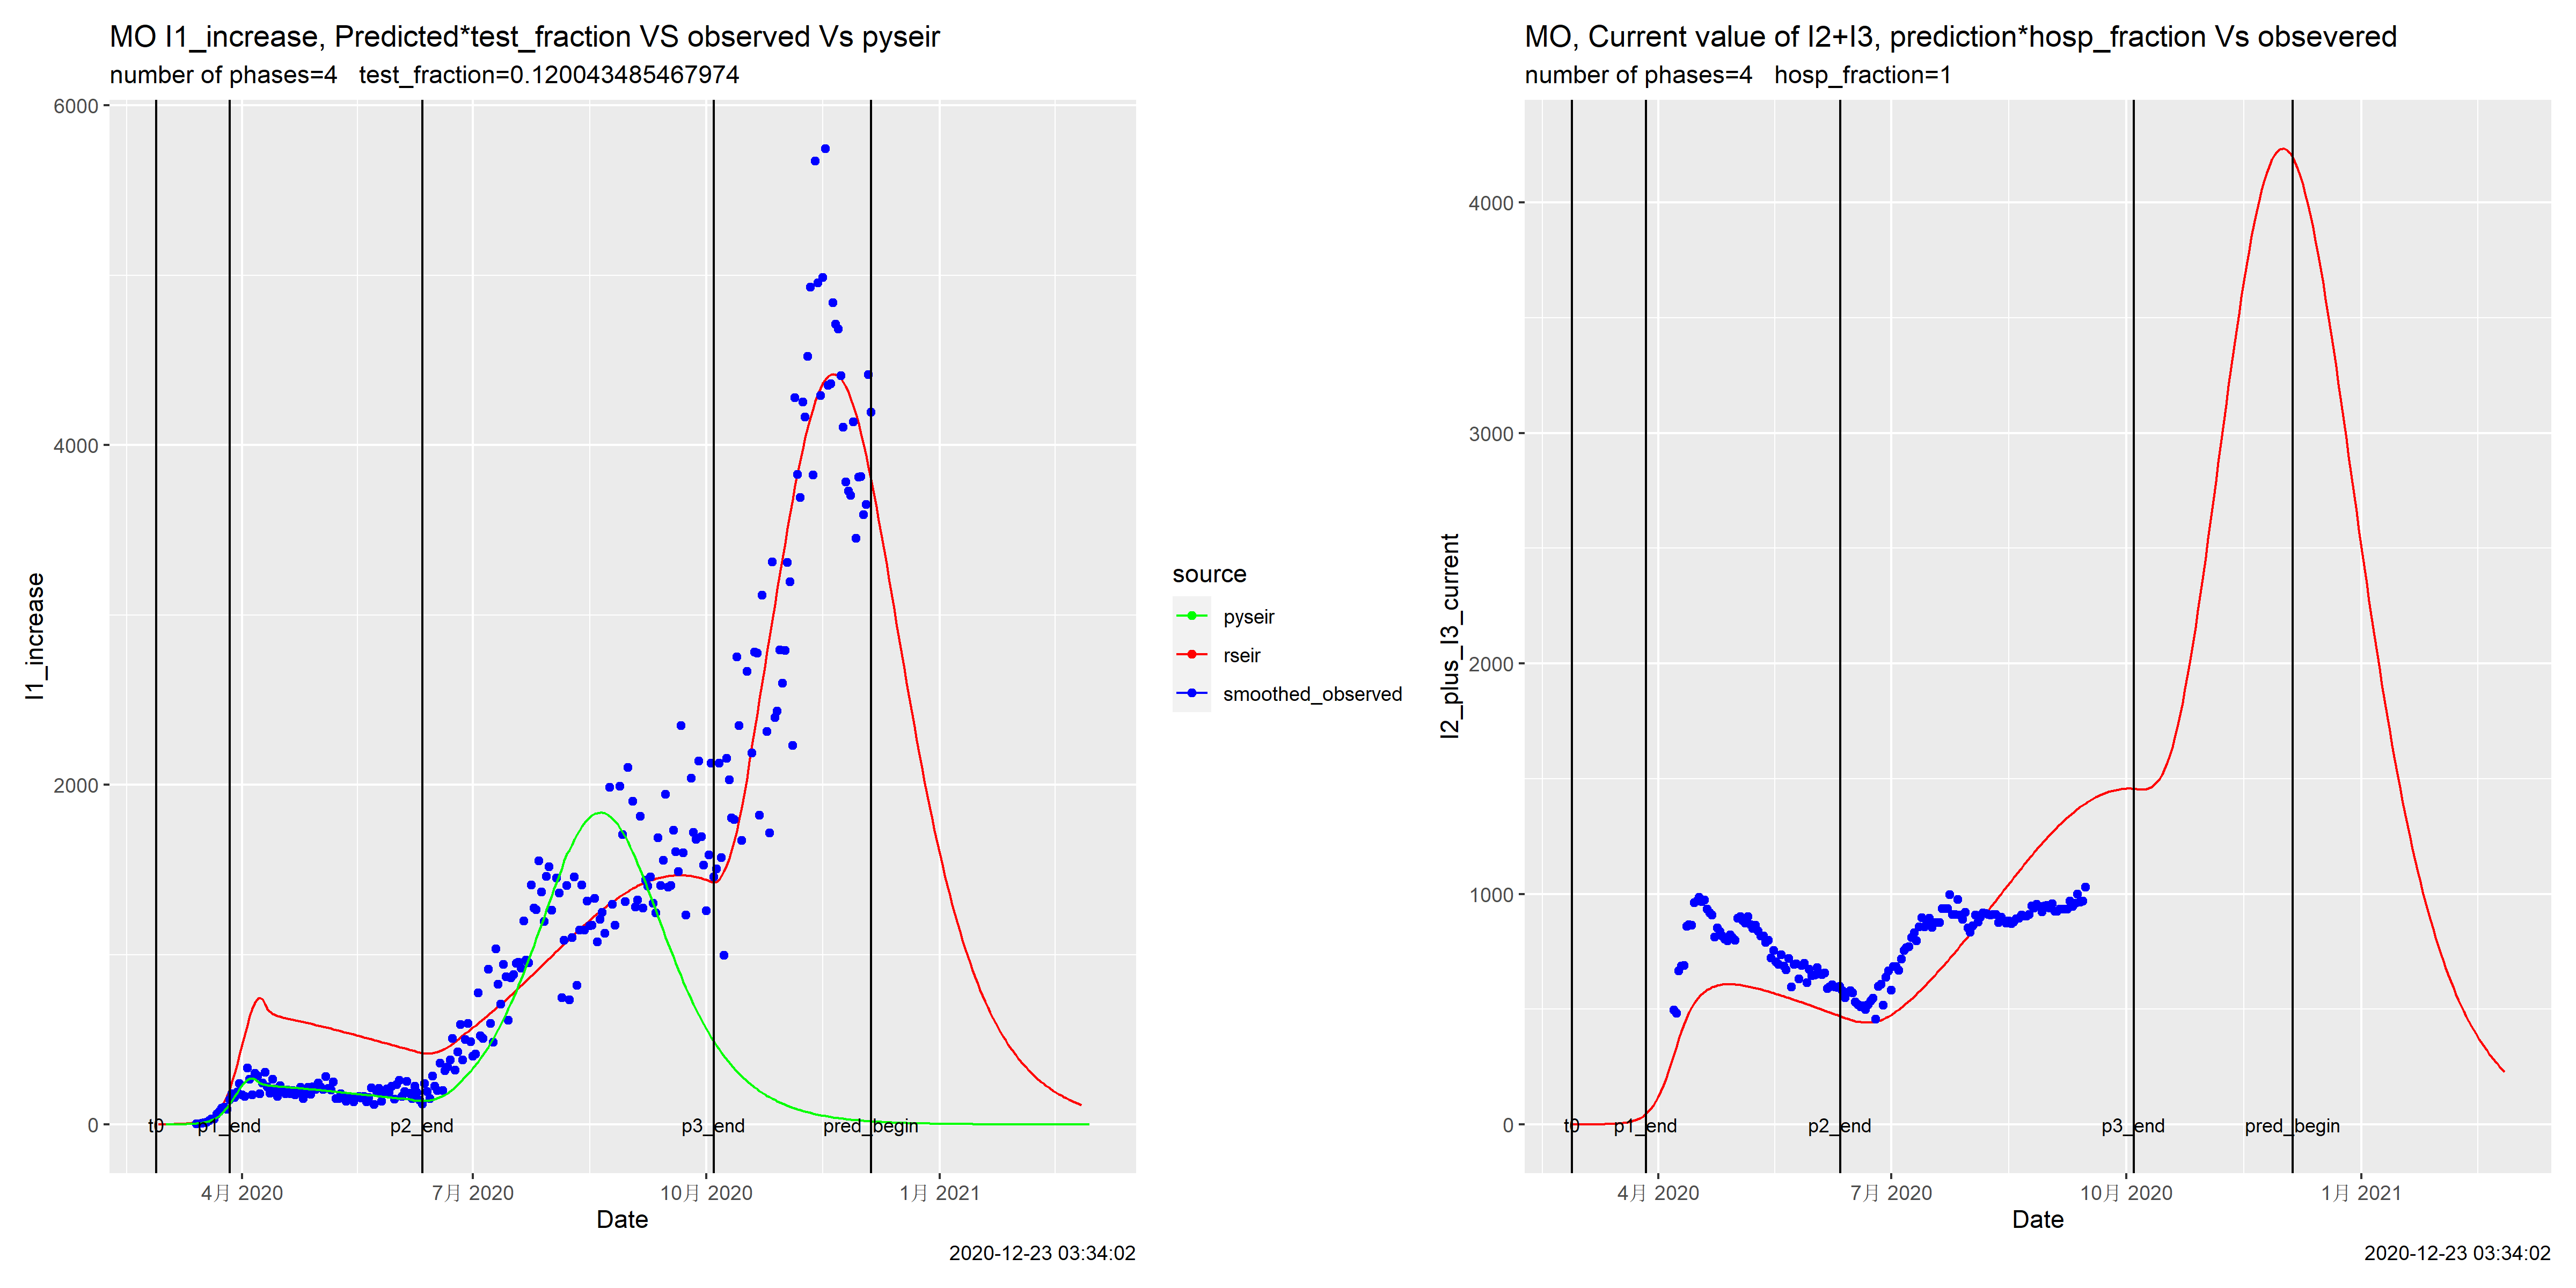 MO I1_increase, Predicted*test_fraction VS observed Vs pyseir
number of phases=4   test_fraction=0.120043485467974
6000
4000
2000
0
I1_increase
t0
p1_end
p2_end
p3_end
pred_begin
4月 2020
7月 2020
10月 2020
1月 2021
Date
2020-12-23 03:34:02
source
pyseir
rseir
smoothed_observed
MO, Current value of I2+I3, prediction*hosp_fraction Vs obsevered
number of phases=4   hosp_fraction=1
4000
3000
2000
1000
0
I2_plus_I3_current
t0
p1_end
p2_end
p3_end
pred_begin
4月 2020
7月 2020
10月 2020
1月 2021
Date
2020-12-23 03:34:02